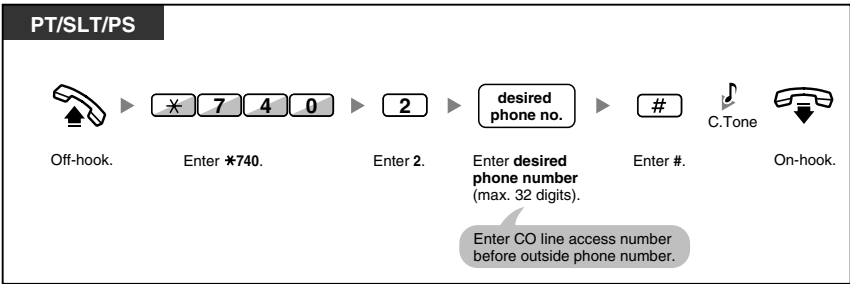 PT/SLT/PS
* 7 4 0
2
desired
phone no.
#
C.Tone
Off-hook.
Enter *740.
Enter 2.
Enter desired
phone number
(max. 32 digits).
Enter #.
On-hook.
Enter CO line access number
before outside phone number.